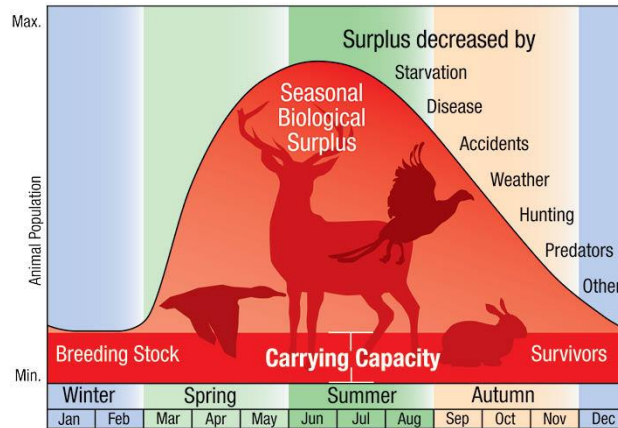 Max.
Surplus decreased by
Starvation
Seasonal
Biological
Surplus
Disease
Accidents
Weather
Hunting
Predators
Other
Animal Population
Breeding Stock
Carrying Capacity
Survivors
Min.
Winter Spring Summer Autumn
Jan Feb Mar Apr May Jun Jul Aug Sep Oct Nov Dec